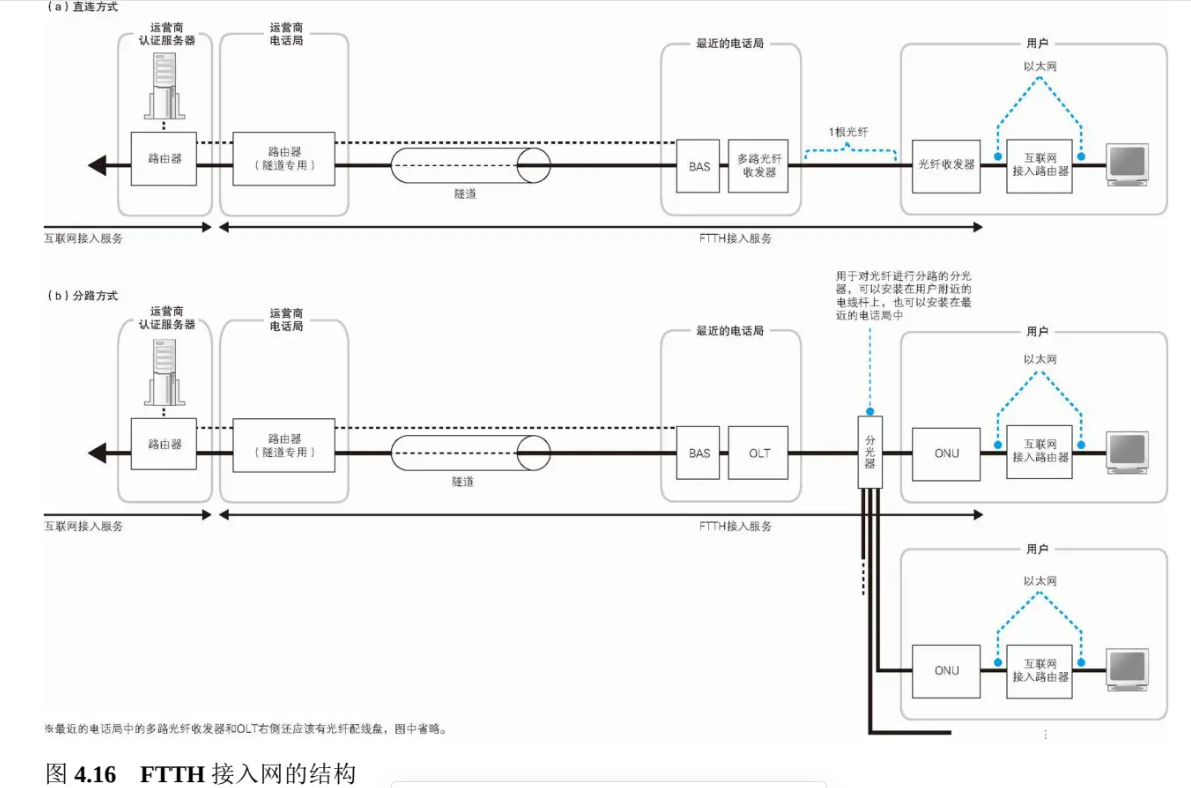 （a）直连方式
运营商
认证服务器
运营商
电话局
最近的电话局
用户
以太网
1根光纤
路由器
路由器
（隧道专用）
隧道
BAS
多路光纤
收发器
光纤收发器
互联网
接入路由器
互联网接入服务
FTTH接入服务
（b）分路方式
用于对光纤进行分路的分光
器，可以安装在用户附近的
电线杆上，也可以安装在最
近的电话局中
运营商
认证服务器
运营商
电话局
最近的电话局
用户
以太网
路由器
路由器
（隧道专用）
隧道
BAS
OLT
分光器
ONU
互联网
接入路由器
互联网接入服务
FTTH接入服务
用户
以太网
ONU
互联网
接入路由器
⋮
※最近的电话局中的多路光纤收发器和OLT右侧还应该有光纤配线盘，图中省略。
图 4.16 FTTH 接入网的结构